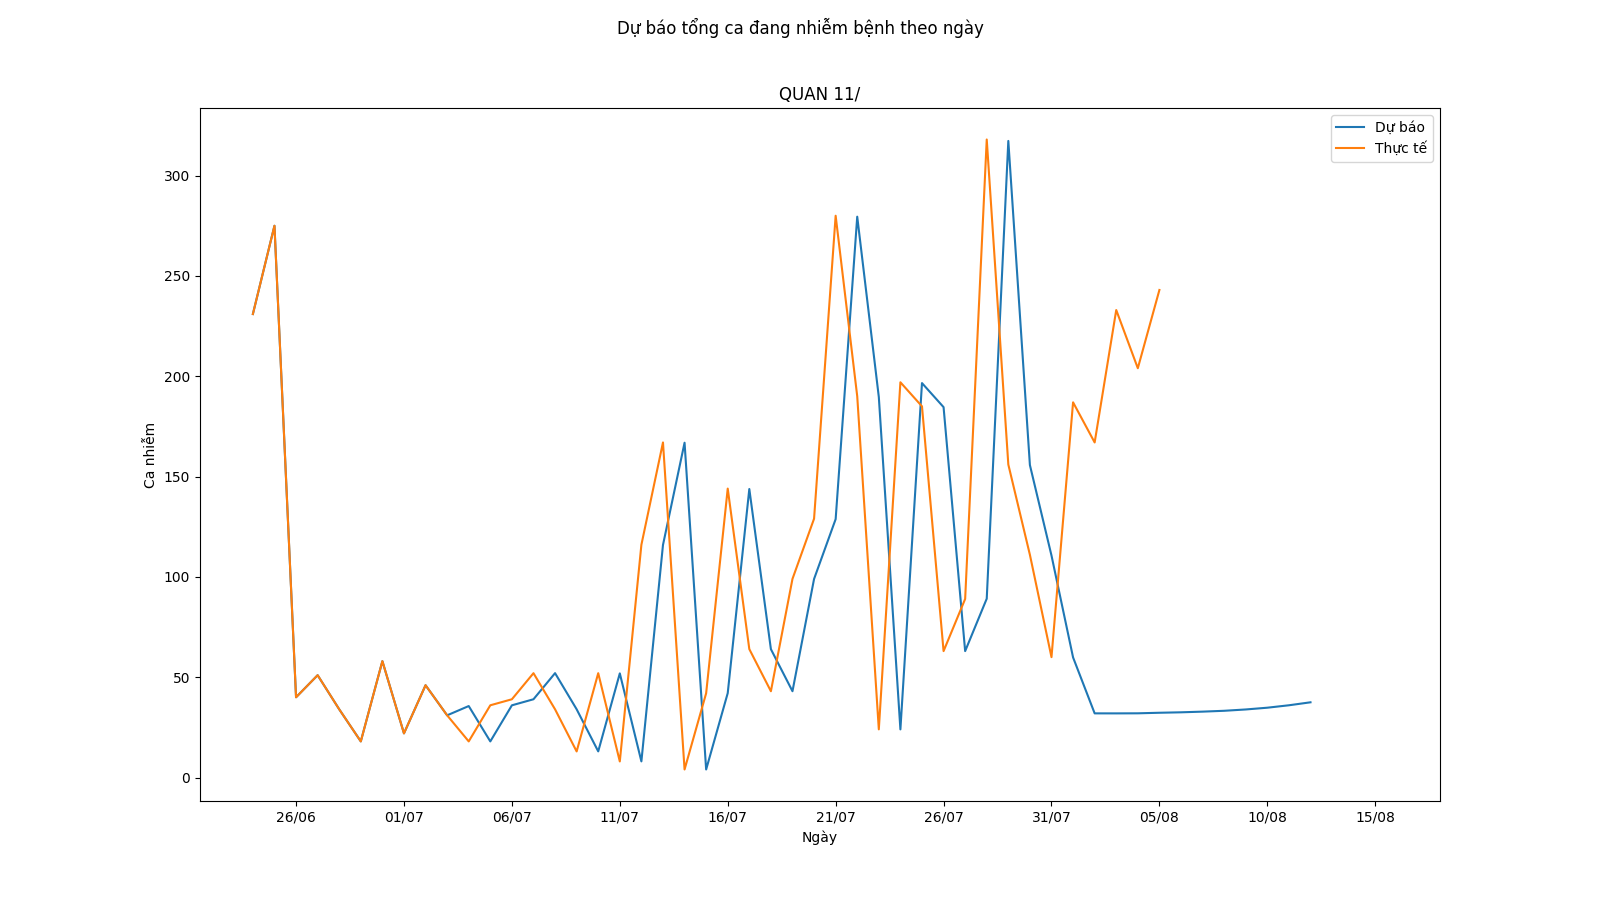 Dự báo tổng ca đang nhiễm bệnh theo ngày
QUAN 11/
Dự báo
Thực tế
300
250
200
150
100
50
0
Ca nhiễm
26/06 01/07 06/07 11/07 16/07 21/07 26/07 31/07 05/08 10/08 15/08
Ngày